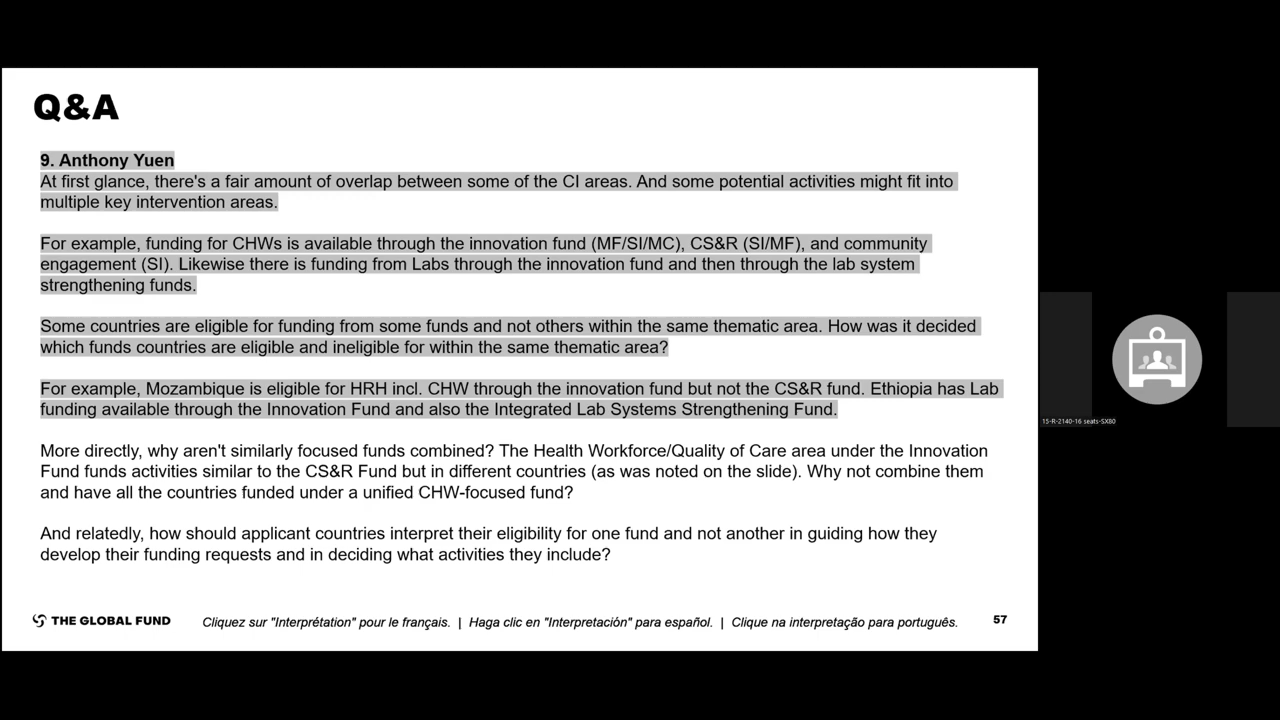 Q&A
9. Anthony Yuen
At first glance, there's a fair amount of overlap between some of the CI areas. And some potential activities might fit into
multiple key intervention areas.
For example, funding for CHWs is available through the innovation fund (MF/SI/MC), CS&R (SI/MF), and community
engagement (SI). Likewise there is funding from Labs through the innovation fund and then through the lab system
strengthening funds.
Some countries are eligible for funding from some funds and not others within the same thematic area. How was it decided
which funds countries are eligible and ineligible for within the same thematic area?
For example, Mozambique is eligible for HRH incl. CHW through the innovation fund but not the CS&R fund. Ethiopia has Lab
funding available through the Innovation Fund and also the Integrated Lab Systems Strengthening Fund.
More directly, why aren't similarly focused funds combined? The Health Workforce/Quality of Care area under the Innovation
Fund funds activities similar to the CS&R Fund but in different countries (as was noted on the slide). Why not combine them
and have all the countries funded under a unified CHW-focused fund?
And relatedly, how should applicant countries interpret their eligibility for one fund and not another in guiding how they
develop their funding requests and in deciding what activities they include?
THE GLOBAL FUND
Cliquez sur "Interprétation" pour le français. | Haga clic en "Interpretación" para español. | Clique na interpretação para português.
57
15-R-2140-16 seats-SX80